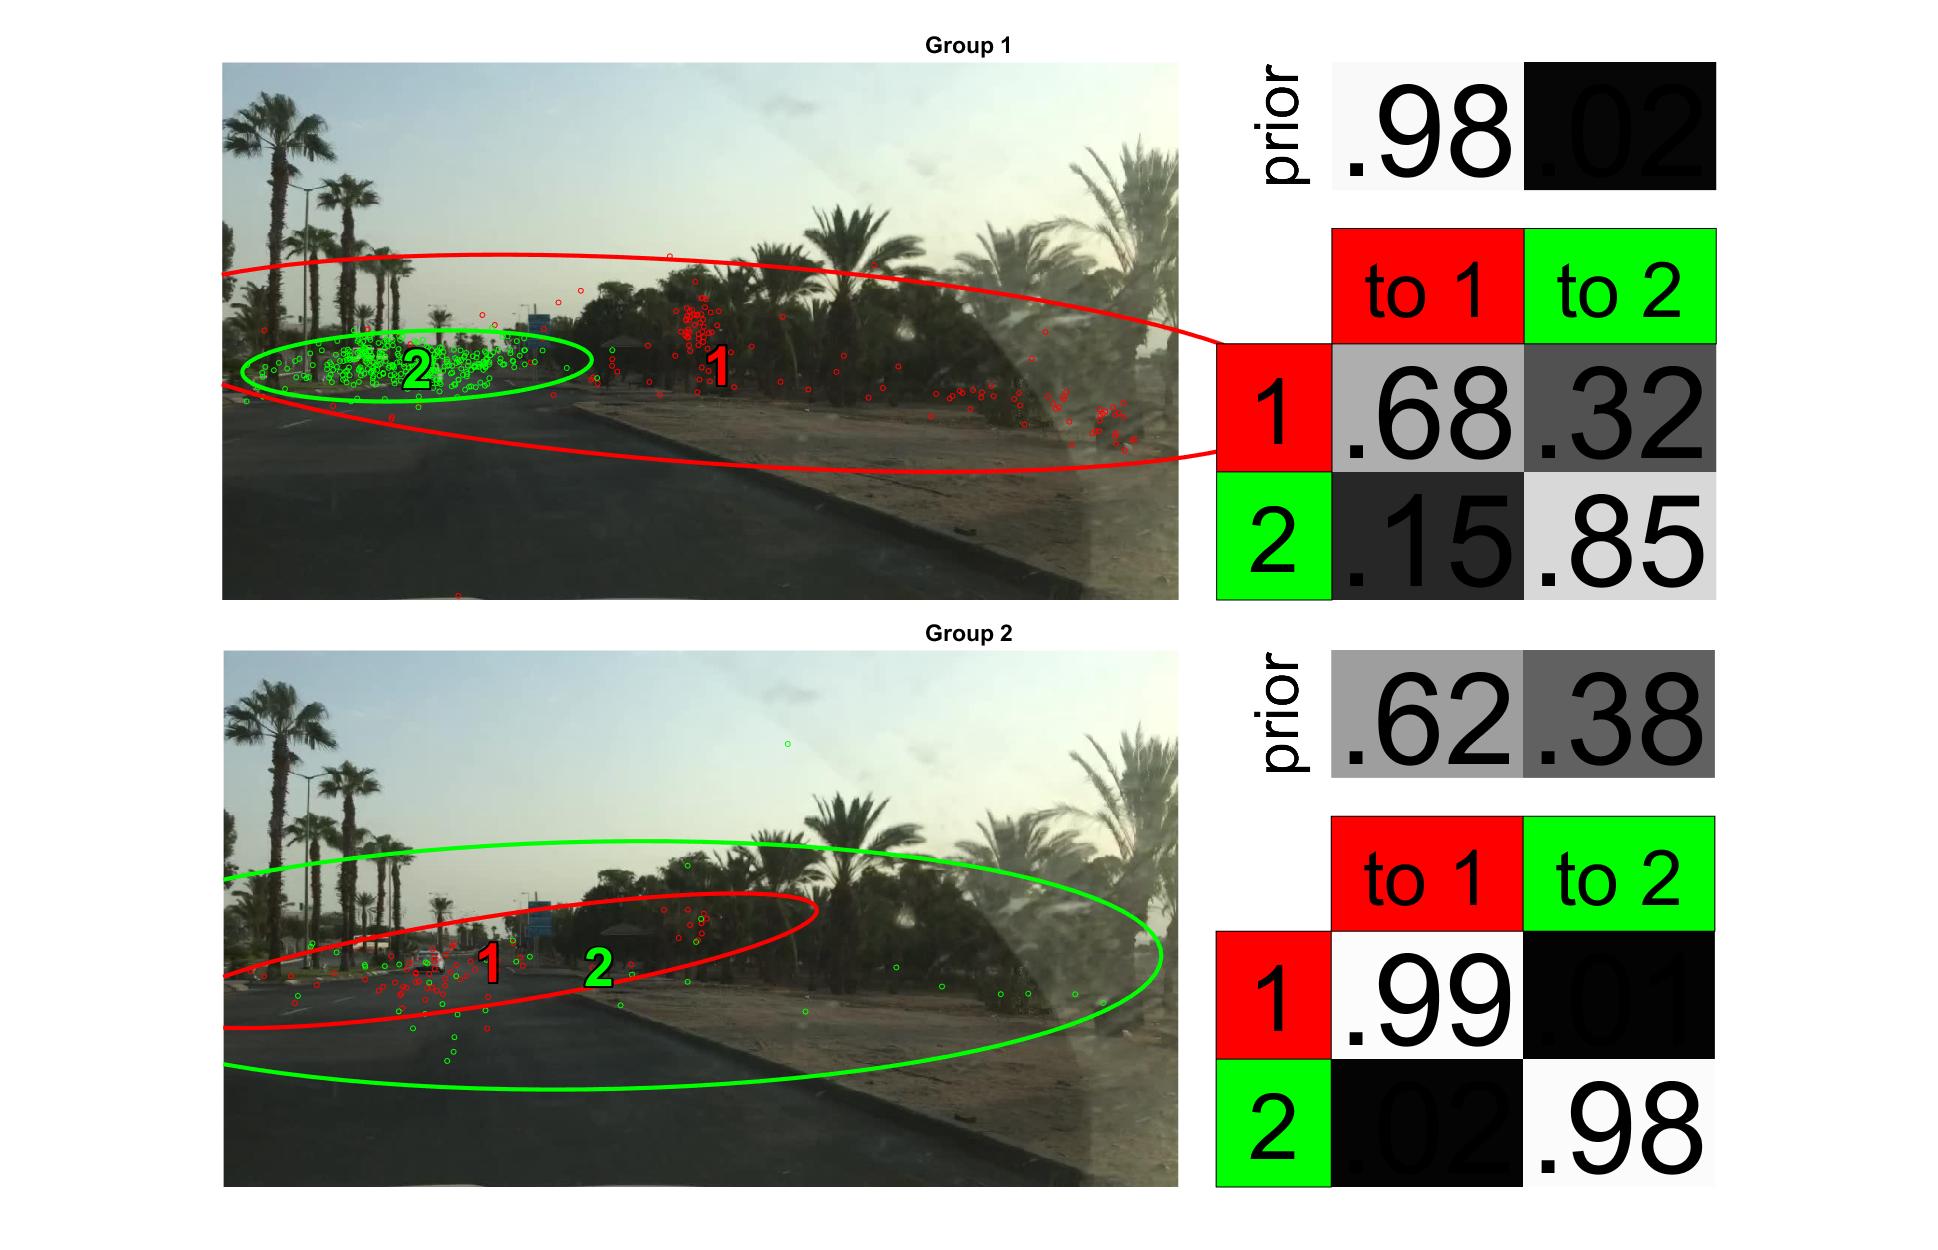 Group 1
prior
.98 .02
to 1 to 2
2 1
1 .68 .32
2 .15 .85
Group 2
prior
.62 .38
to 1 to 2
1 2
1 .99 .01
2 .02 .98